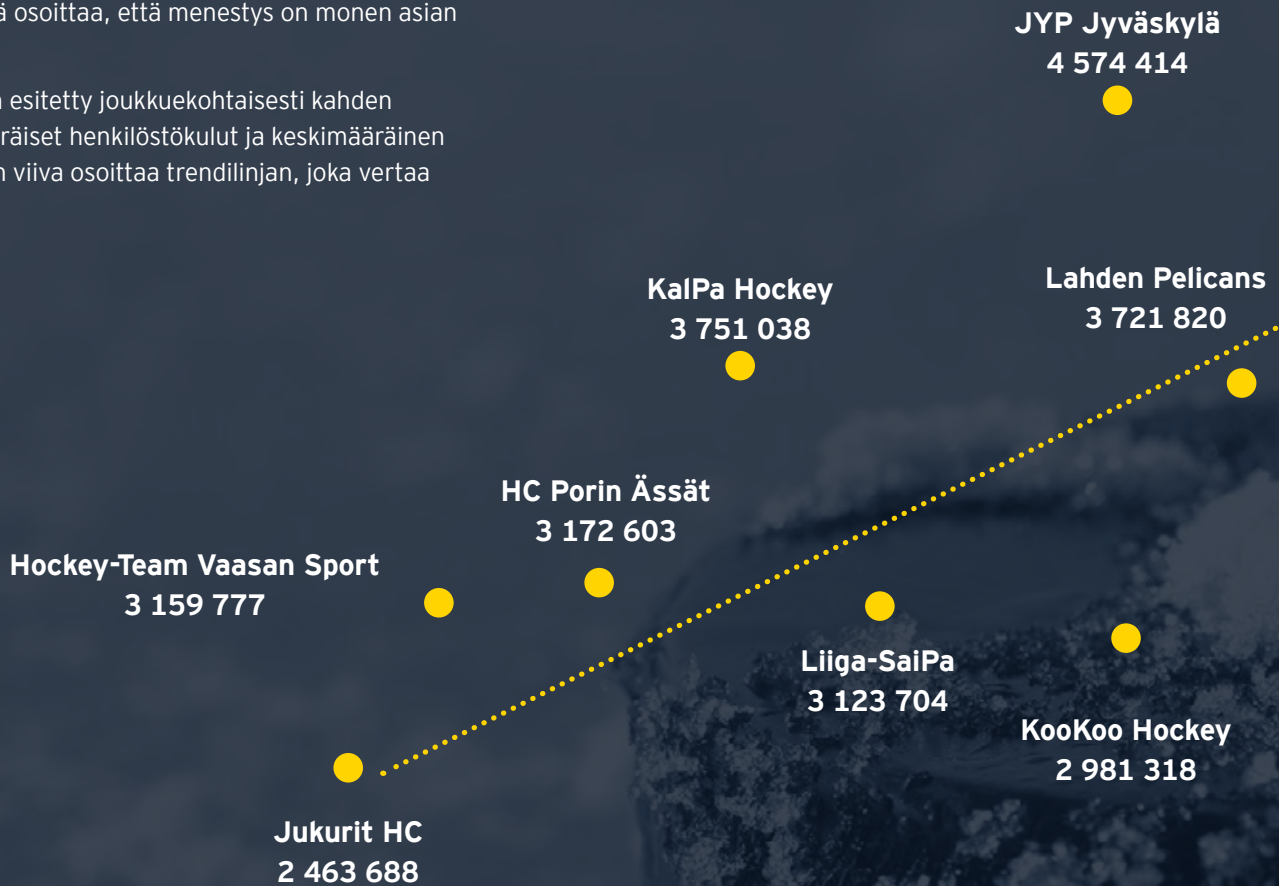 ä osoittaa, että menestys on monen asian
esitetty joukkuekohtaisesti kahden
räiset henkilöstökulut ja keskimääräinen
n viiva osoittaa trendilinjan, joka vertaa
JYP Jyväskylä
4 574 414
KalPa Hockey
3 751 038
Lahden Pelicans
3 721 820
HC Porin Ässät
3 172 603
Hockey-Team Vaasan Sport
3 159 777
Liiga-SaiPa
3 123 704
KooKoo Hockey
2 981 318
Jukurit HC
2 463 688